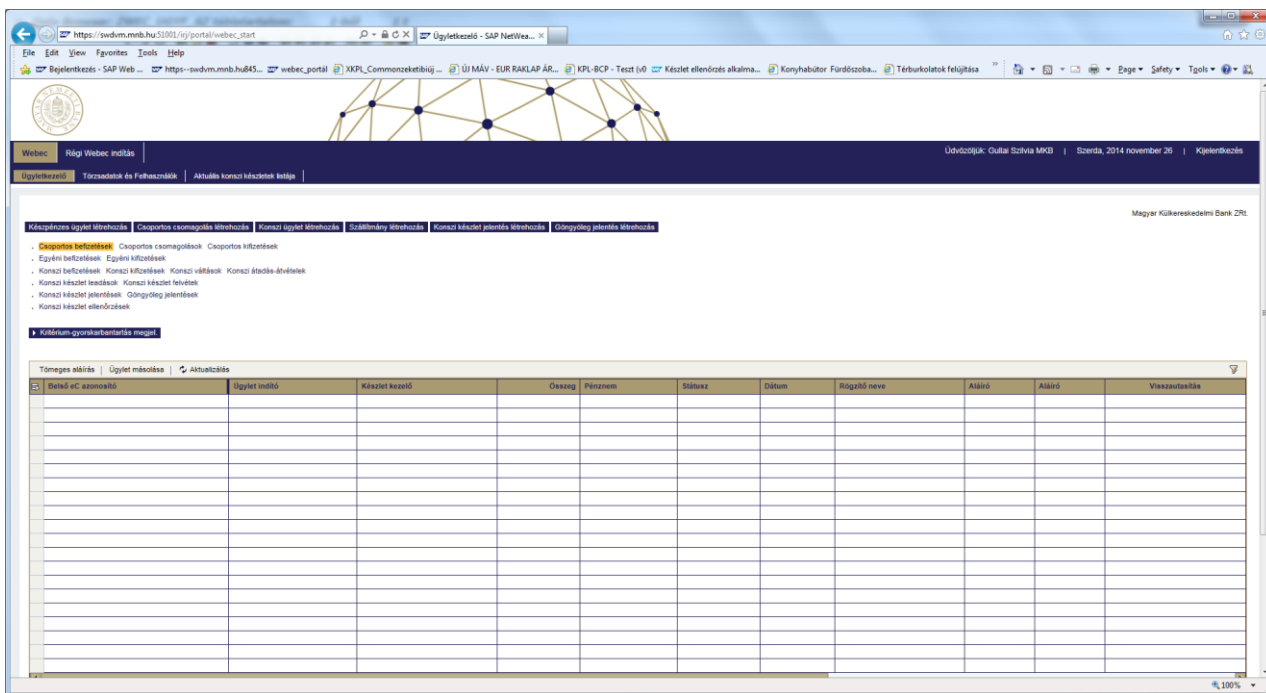 https://swdvm.mnb.hu:51001/irj/portal/webec_start
Ügyletkezelő - SAP NetWea...
File Edit View Favorites Tools Help
Bejelentkezés - SAP Web ... https--swdvm.mnb.hu845... webec_portál XKPL_Commonzeketibiúj ... ÚJ MÁV - EUR RAKLAP ÁR... KPL-BCP - Teszt (v0 Készlet ellenőrzés alkalma... Konyhabútor Fürdőszoba... Térburkolatok felújítása » Page Safety Tools
MAGYAR NEMZETI BANK
Webec Régi Webec indítás Üdvözöljük: Gullai Szilvia MKB | Szerda, 2014 november 26 | Kijelentkezés
Ügyletkezelő Törzsadatok és Felhasználók Aktuális konszi készletek listája
Magyar Külkereskedelmi Bank ZRt.
Készpénzes ügylet létrehozás Csoportos csomagolás létrehozás Konszi ügylet létrehozás Szállítmány létrehozás Konszi készlet jelentés létrehozás Göngyöleg jelentés létrehozás
Csoportos befizetések Csoportos csomagolások Csoportos kifizetések
Egyéni befizetések Egyéni kifizetések
Konszi befizetések Konszi kifizetések Konszi váltások Konszi átadás-átvételek
Konszi készlet leadások Konszi készlet felvétek
Konszi készlet jelentések Göngyöleg jelentések
Konszi készlet ellenőrzések
Kritérium-gyorskarbantartás megjel.
Tömeges aláírás | Ügylet másolása | Aktualizálás
Belső eC azonosító Ügylet indító Készlet kezelő Összeg Pénznem Státusz Dátum Rögzítő neve Aláíró Aláíró Visszautasítás
100%